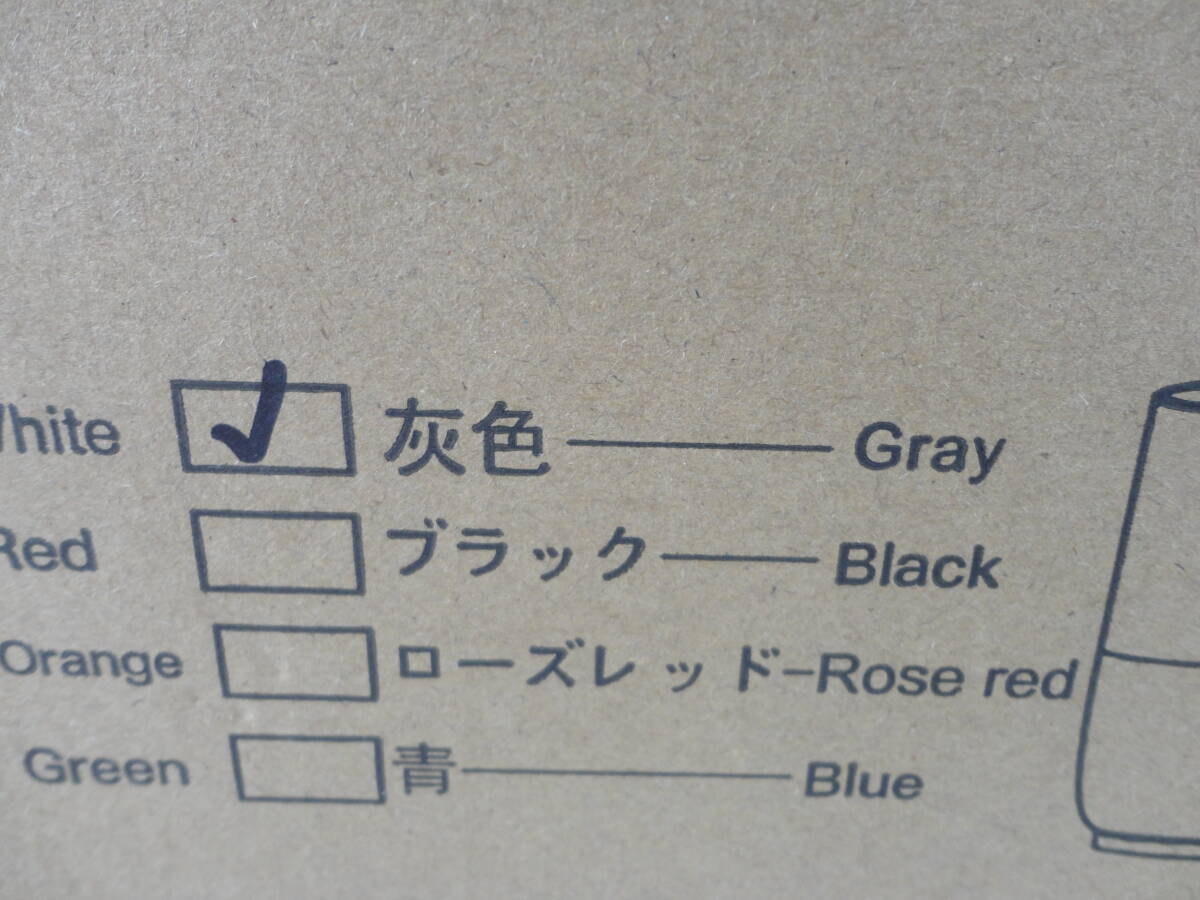 White 灰色 Gray
Red ブラック Black
Orange ローズレッド-Rose red
Green 青 Blue